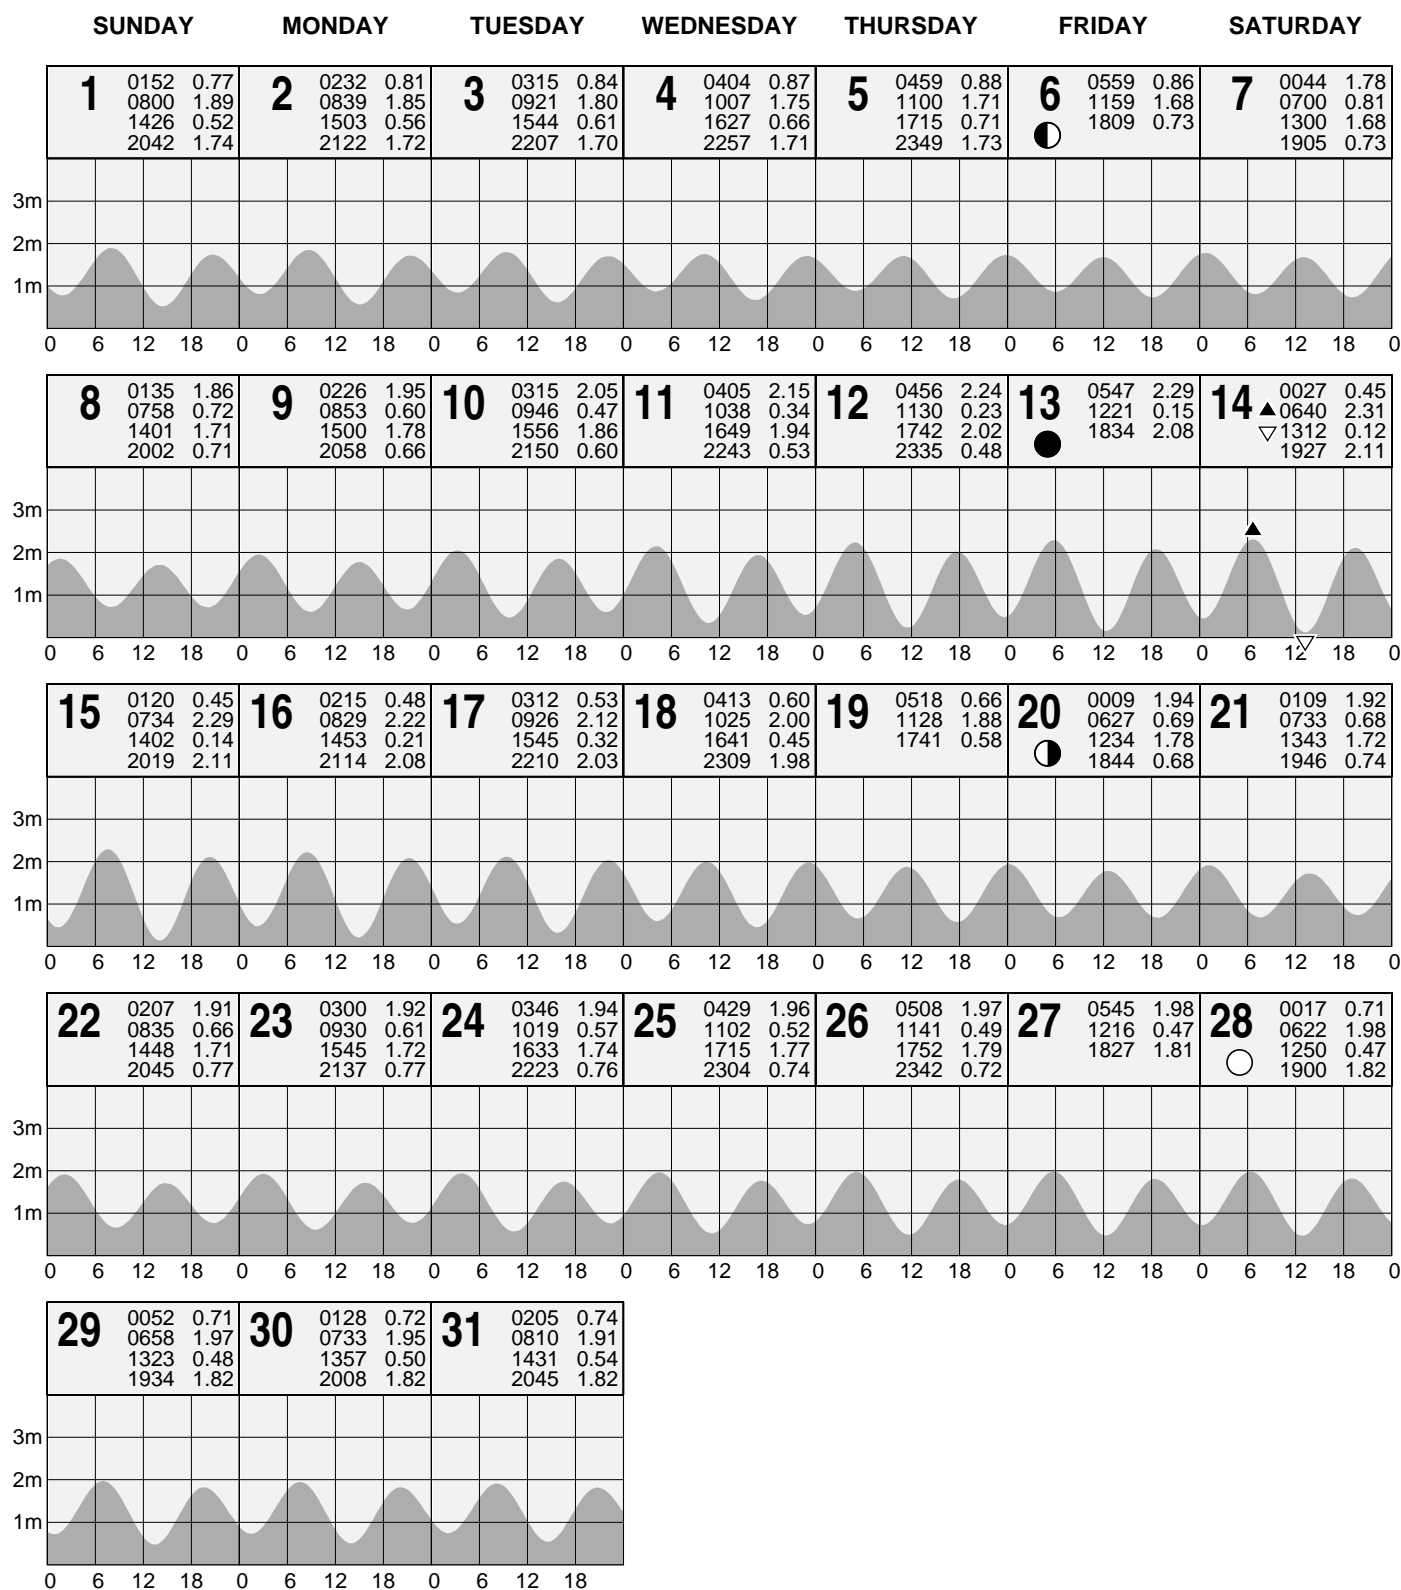 SUNDAY MONDAY TUESDAY WEDNESDAY THURSDAY FRIDAY SATURDAY
1 0152 0.77
0800 1.89
1426 0.52
2042 1.74
2 0232 0.81
0839 1.85
1503 0.56
2122 1.72
3 0315 0.84
0921 1.80
1544 0.61
2207 1.70
4 0404 0.87
1007 1.75
1627 0.66
2257 1.71
5 0459 0.88
1100 1.71
1715 0.71
2349 1.73
6 0559 0.86
1159 1.68
1809 0.73
7 0044 1.78
0700 0.81
1300 1.68
1905 0.73
3m
2m
1m
0 6 12 18 0 6 12 18 0 6 12 18 0 6 12 18 0 6 12 18 0 6 12 18 0 6 12 18 0
8 0135 1.86
0758 0.72
1401 1.71
2002 0.71
9 0226 1.95
0853 0.60
1500 1.78
2058 0.66
10 0315 2.05
0946 0.47
1556 1.86
2150 0.60
11 0405 2.15
1038 0.34
1649 1.94
2243 0.53
12 0456 2.24
1130 0.23
1742 2.02
2335 0.48
13 0547 2.29
1221 0.15
1834 2.08
14 0027 0.45
0640 2.31
1312 0.12
1927 2.11
3m
2m
1m
0 6 12 18 0 6 12 18 0 6 12 18 0 6 12 18 0 6 12 18 0 6 12 18 0 6 12 18 0
15 0120 0.45
0734 2.29
1402 0.14
2019 2.11
16 0215 0.48
0829 2.22
1453 0.21
2114 2.08
17 0312 0.53
0926 2.12
1545 0.32
2210 2.03
18 0413 0.60
1025 2.00
1641 0.45
2309 1.98
19 0518 0.66
1128 1.88
1741 0.58
20 0009 1.94
0627 0.69
1234 1.78
1844 0.68
21 0109 1.92
0733 0.68
1343 1.72
1946 0.74
3m
2m
1m
0 6 12 18 0 6 12 18 0 6 12 18 0 6 12 18 0 6 12 18 0 6 12 18 0 6 12 18 0
22 0207 1.91
0835 0.66
1448 1.71
2045 0.77
23 0300 1.92
0930 0.61
1545 1.72
2137 0.77
24 0346 1.94
1019 0.57
1633 1.74
2223 0.76
25 0429 1.96
1102 0.52
1715 1.77
2304 0.74
26 0508 1.97
1141 0.49
1752 1.79
2342 0.72
27 0545 1.98
1216 0.47
1827 1.81
28 0017 0.71
0622 1.98
1250 0.47
1900 1.82
3m
2m
1m
0 6 12 18 0 6 12 18 0 6 12 18 0 6 12 18 0 6 12 18 0 6 12 18 0 6 12 18 0
29 0052 0.71
0658 1.97
1323 0.48
1934 1.82
30 0128 0.72
0733 1.95
1357 0.50
2008 1.82
31 0205 0.74
0810 1.91
1431 0.54
2045 1.82
3m
2m
1m
0 6 12 18 0 6 12 18 0 6 12 18